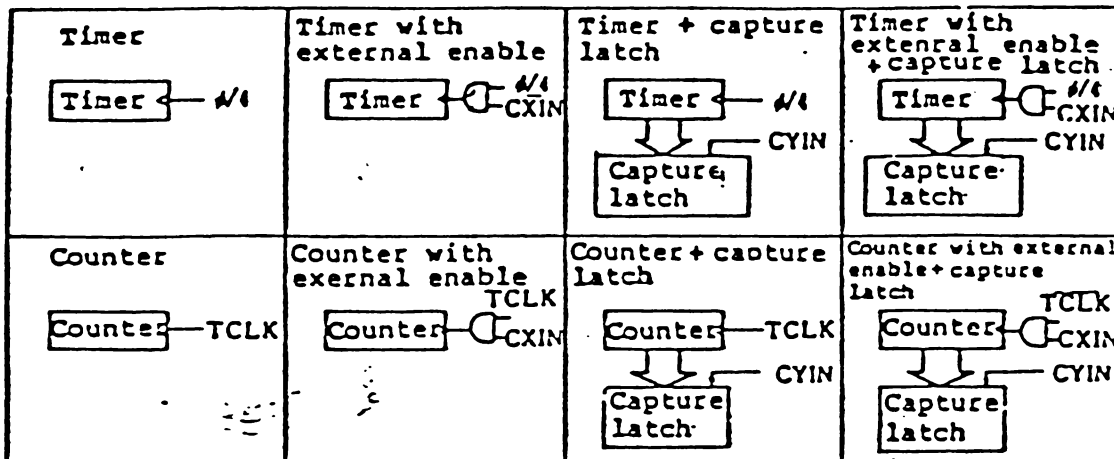 Timer
Timer
Timer with
external enable
Timer
CXIN
Timer + capture
latch
Timer
CYIN
Capture
latch
Timer with
extenral enable
+ capture Latch
Timer
CXIN
CYIN
Capture
latch
Counter
Counter
TCLK
Counter with
exernal enable
TCLK
Counter
CXIN
Counter + capture
Latch
Counter
TCLK
CYIN
Capture
latch
Counter with external
enable + capture
Latch
TCLK
Counter
CXIN
CYIN
Capture
latch